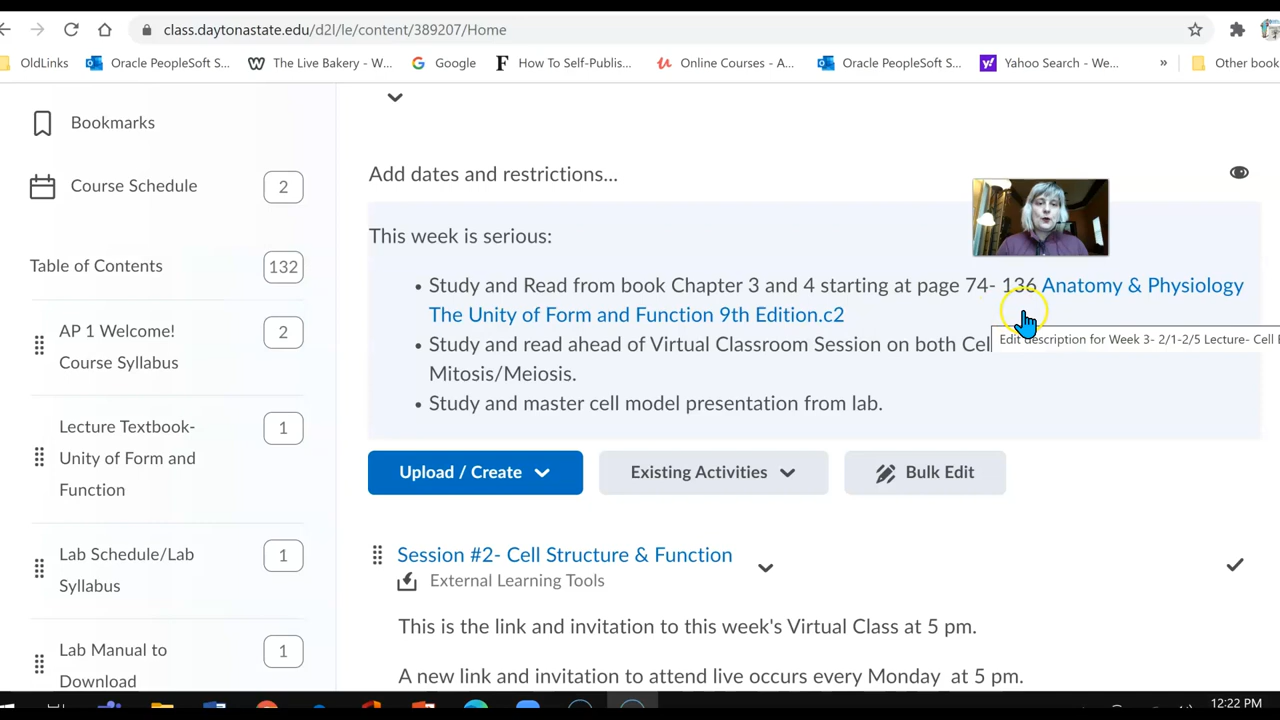 class.daytonastate.edu/d2l/le/content/389207/Home
OldLinks
Oracle PeopleSoft S...
The Live Bakery - W...
Google
How To Self-Publis...
Online Courses - A...
Oracle PeopleSoft S...
Yahoo Search - We...
»
Other book
Bookmarks
Course Schedule
2
Table of Contents
132
AP 1 Welcome!
Course Syllabus
2
Lecture Textbook-
Unity of Form and
Function
1
Lab Schedule/Lab
Syllabus
1
Lab Manual to
Download
1
Add dates and restrictions...
This week is serious:
• Study and Read from book Chapter 3 and 4 starting at page 74- 136 Anatomy & Physiology
The Unity of Form and Function 9th Edition.c2
• Study and read ahead of Virtual Classroom Session on both Cel
Mitosis/Meiosis.
• Study and master cell model presentation from lab.
Edit description for Week 3- 2/1-2/5 Lecture- Cell
Upload / Create
Existing Activities
Bulk Edit
Session #2- Cell Structure & Function
External Learning Tools
This is the link and invitation to this week's Virtual Class at 5 pm.
A new link and invitation to attend live occurs every Monday at 5 pm.
12:22 PM